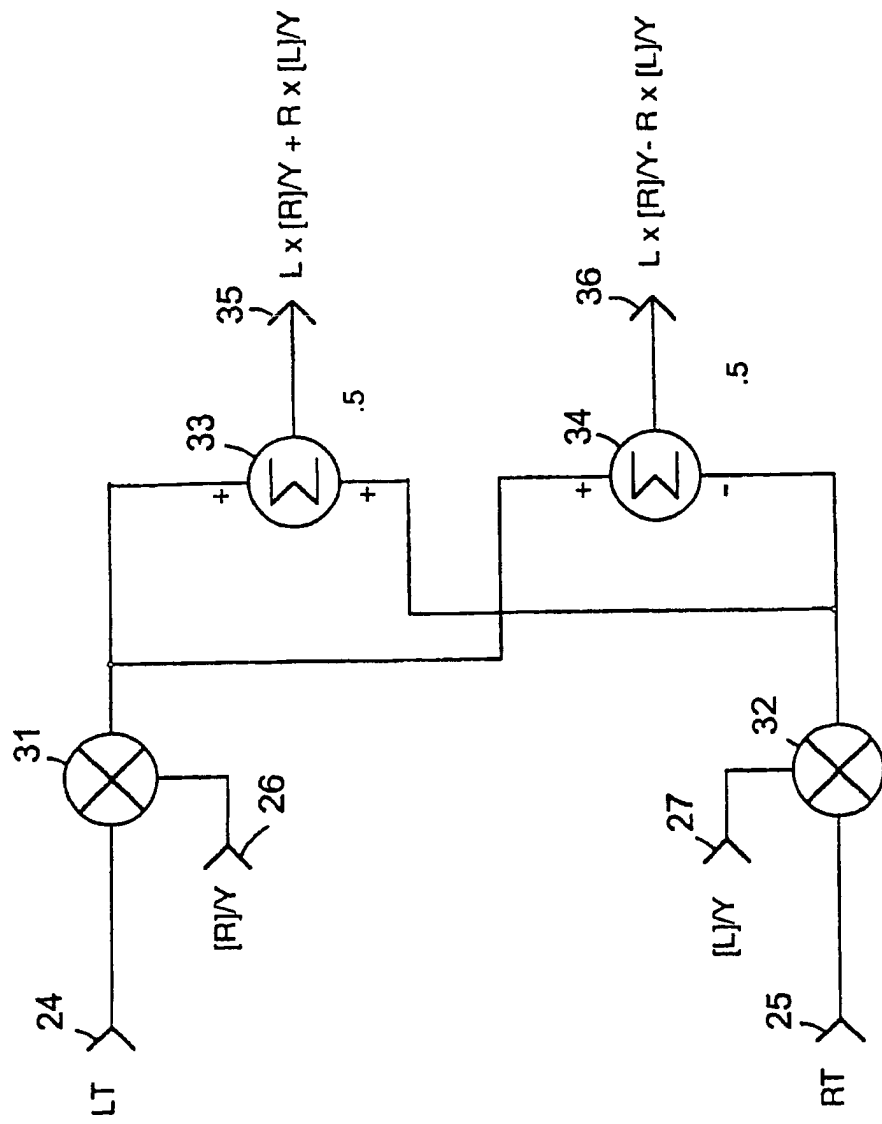 31
24
LT
33
+
35
[R]/Y
26
Σ
L x [R]/Y + R x [L]/Y
.5
+
34
+
36
Σ
L x [R]/Y- R x [L]/Y
27
[L]/Y
-
.5
32
25
RT